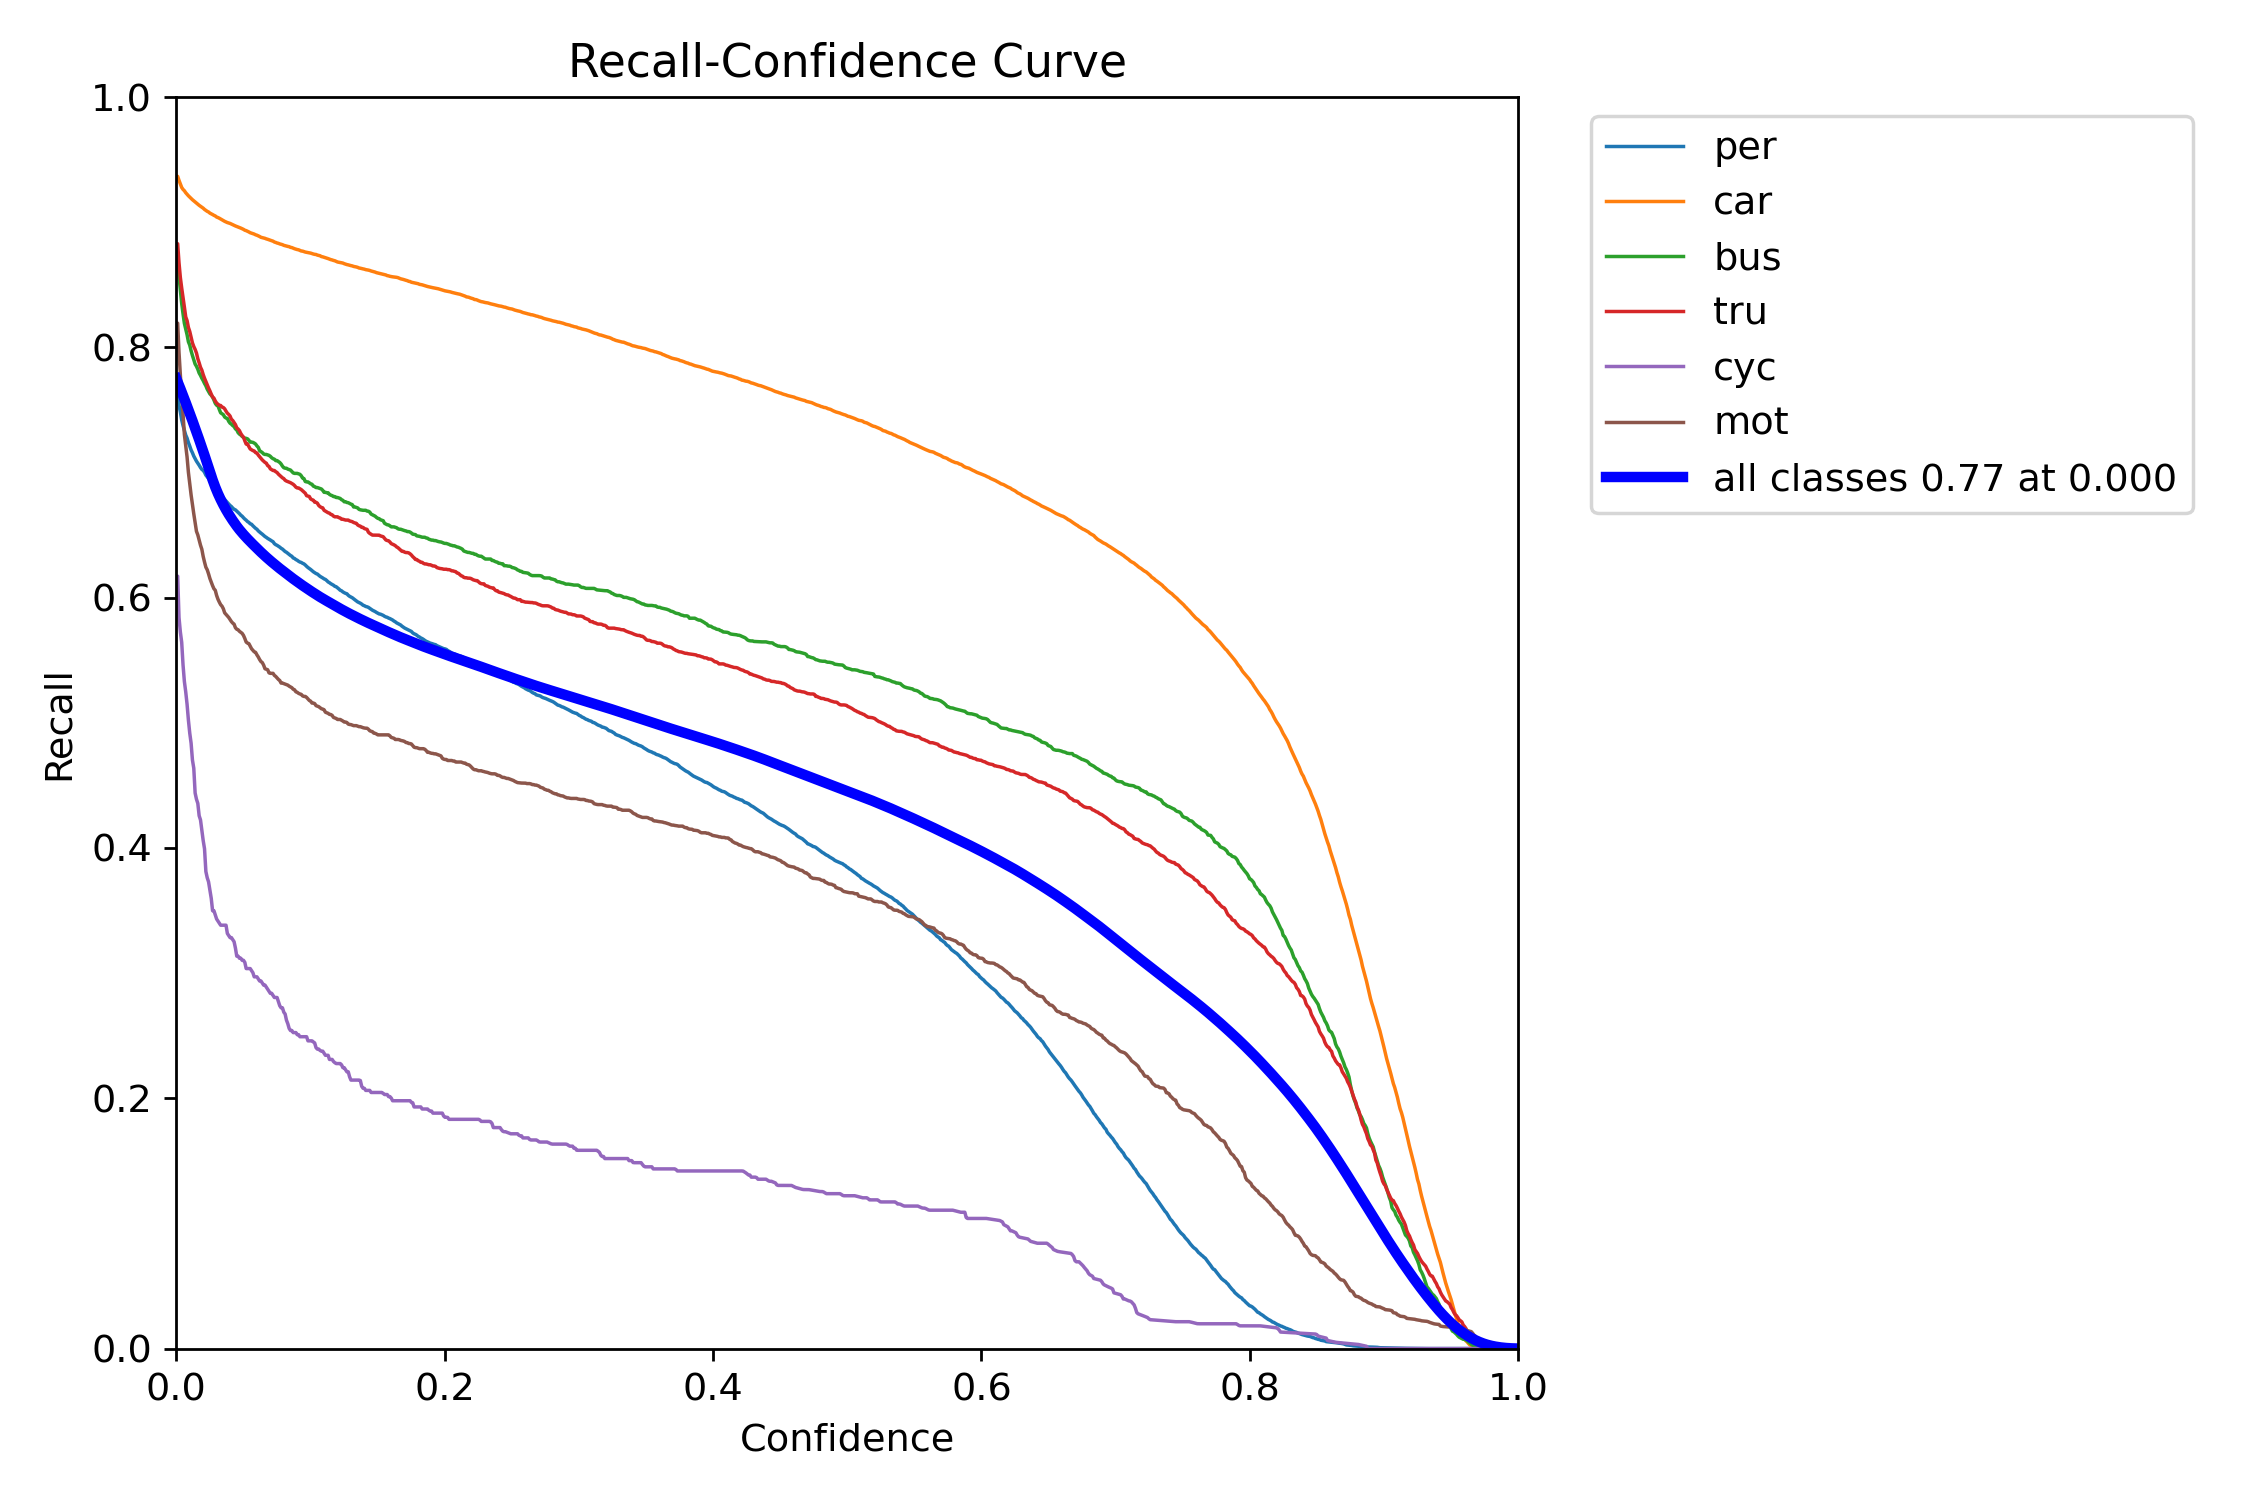 Recall-Confidence Curve
1.0
0.8
0.6
0.4
0.2
0.0
Recall
0.0 0.2 0.4 0.6 0.8 1.0
Confidence
per
car
bus
tru
cyc
mot
all classes 0.77 at 0.000